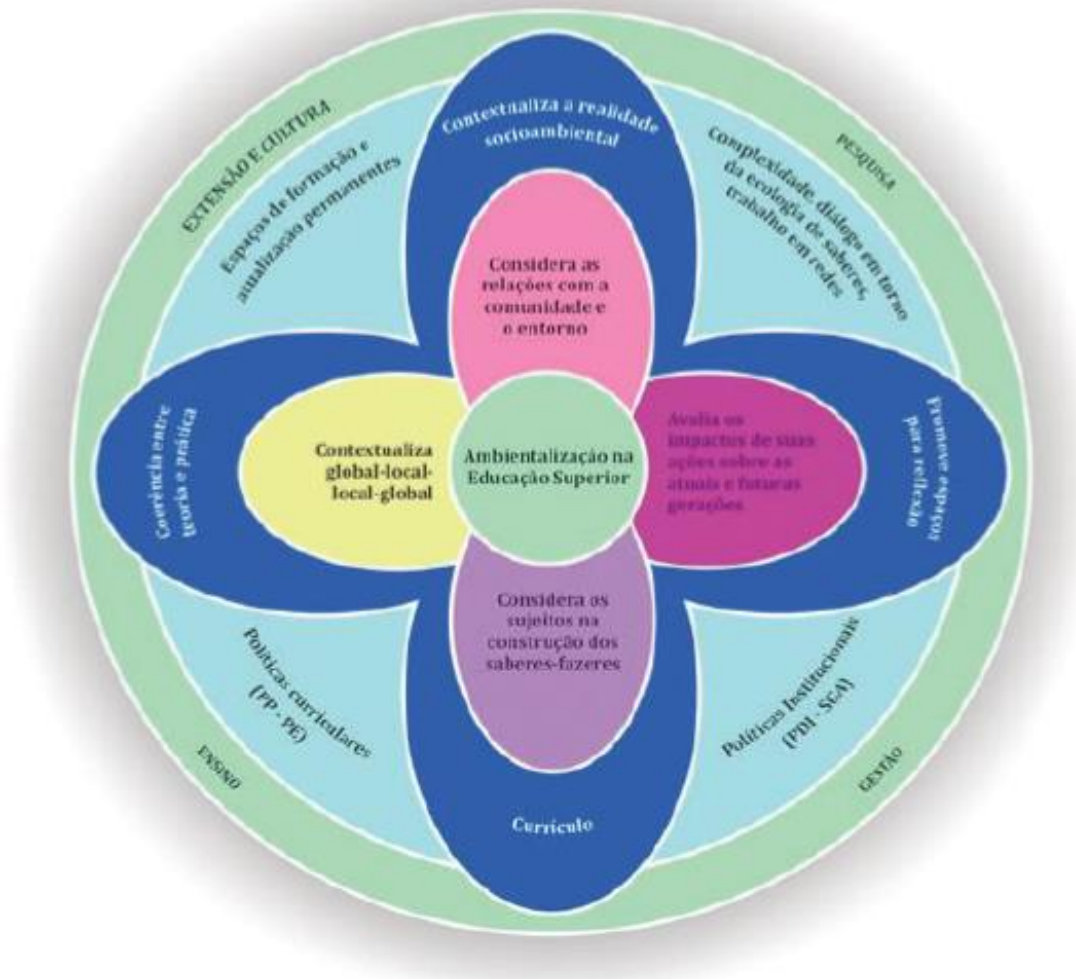 EXTENSÃO E CULTURA
PESQUISA
Espaços de formação e
atualização permanentes
Contextualiza a realidade
socioambiental
Complexidade, diálogo em torno
da ecologia de saberes,
trabalho em redes
Considera as
relações com a
comunidade e
o entorno
Coerência entre
teoria e prática
Contextualiza
global-local-
local-global
Ambientalização na
Educação Superior
Avalia os
impactos de suas
ações sobre as
atuais e futuras
gerações
Promove espaços
para reflexão
Considera os
sujeitos na
construção dos
saberes-fazeres
Políticas curriculares
(PP - PE)
Políticas Institucionais
(PDI - SGA)
Currículo
ENSINO
GESTÃO